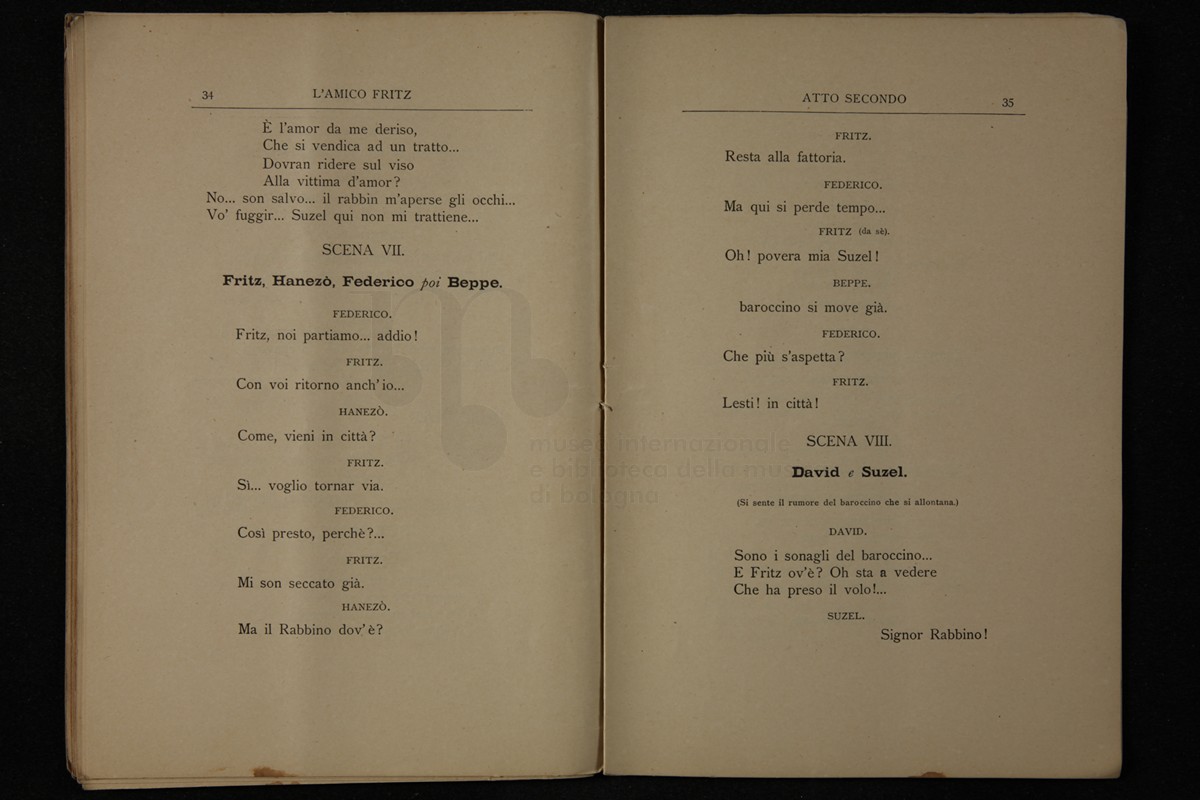 34 L'AMICO FRITZ
È l'amor da me deriso,
Che si vendica ad un tratto...
Dovran ridere sul viso
Alla vittima d'amor?
No... son salvo... il rabbin m'aperse gli occhi...
Vo' fuggir... Suzel qui non mi trattiene...
SCENA VII.
Fritz, Hanezò, Federico poi Beppe.
FEDERICO.
Fritz, noi partiamo... addio!
FRITZ.
Con voi ritorno anch'io...
HANEZÒ.
Come, vieni in città?
FRITZ.
Sì... voglio tornar via.
FEDERICO.
Così presto, perchè?...
FRITZ.
Mi son seccato già.
HANEZÒ.
Ma il Rabbino dov'è?
ATTO SECONDO 35
FRITZ.
Resta alla fattoria.
FEDERICO.
Ma qui si perde tempo...
FRITZ (da sè).
Oh! povera mia Suzel!
BEPPE.
baroccino si move già.
FEDERICO.
Che più s'aspetta?
FRITZ.
Lesti! in città!
SCENA VIII.
David e Suzel.
(Si sente il rumore del baroccino che si allontana.)
DAVID.
Sono i sonagli del baroccino...
E Fritz ov'è? Oh sta a vedere
Che ha preso il volo!...
SUZEL.
Signor Rabbino!
museo internazionale
e biblioteca della musica
di bologna